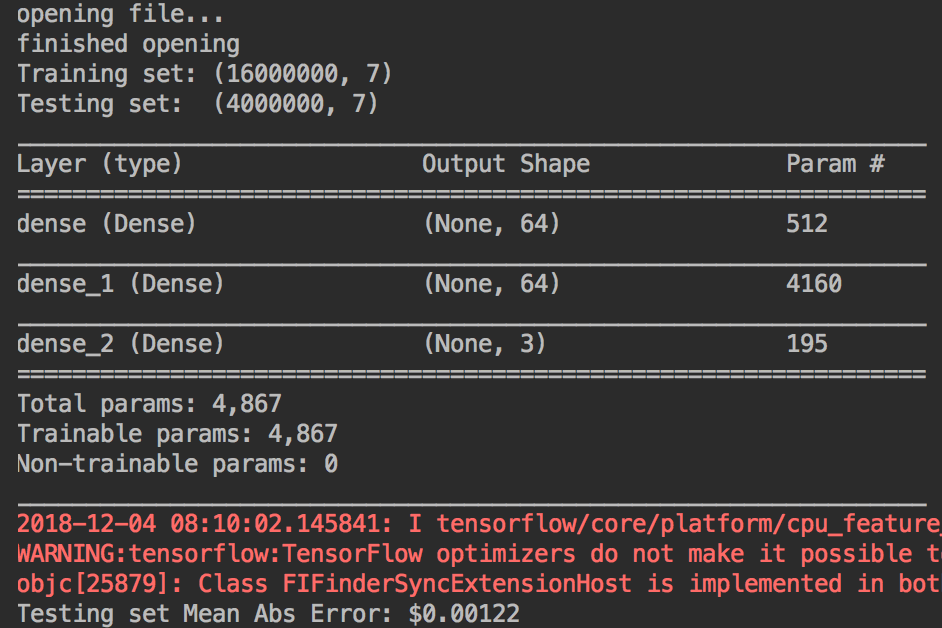 opening file...
finished opening
Training set: (16000000, 7)
Testing set:  (4000000, 7)
Layer (type)                 Output Shape              Param #
=================================================================
dense (Dense)                (None, 64)                512
dense_1 (Dense)              (None, 64)                4160
dense_2 (Dense)              (None, 3)                 195
=================================================================
Total params: 4,867
Trainable params: 4,867
Non-trainable params: 0
2018-12-04 08:10:02.145841: I tensorflow/core/platform/cpu_feature_
WARNING:tensorflow:TensorFlow optimizers do not make it possible t
objc[25879]: Class FIFinderSyncExtensionHost is implemented in bot
Testing set Mean Abs Error: $0.00122